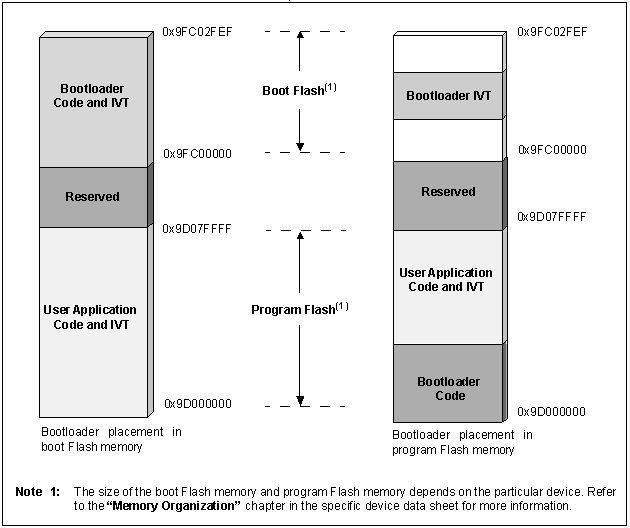 0x9FC02FEF
Bootloader
Code and IVT
0x9FC00000
Reserved
0x9D07FFFF
User Application
Code and IVT
0x9D000000
Bootloader placement in
boot Flash memory
Boot Flash(1)
Program Flash(1)
0x9FC02FEF
Bootloader IVT
0x9FC00000
Reserved
0x9D07FFFF
User Application
Code and IVT
Bootloader
Code
0x9D000000
Bootloader placement in
program Flash memory
Note 1: The size of the boot Flash memory and program Flash memory depends on the particular device. Refer
to the “Memory Organization” chapter in the specific device data sheet for more information.